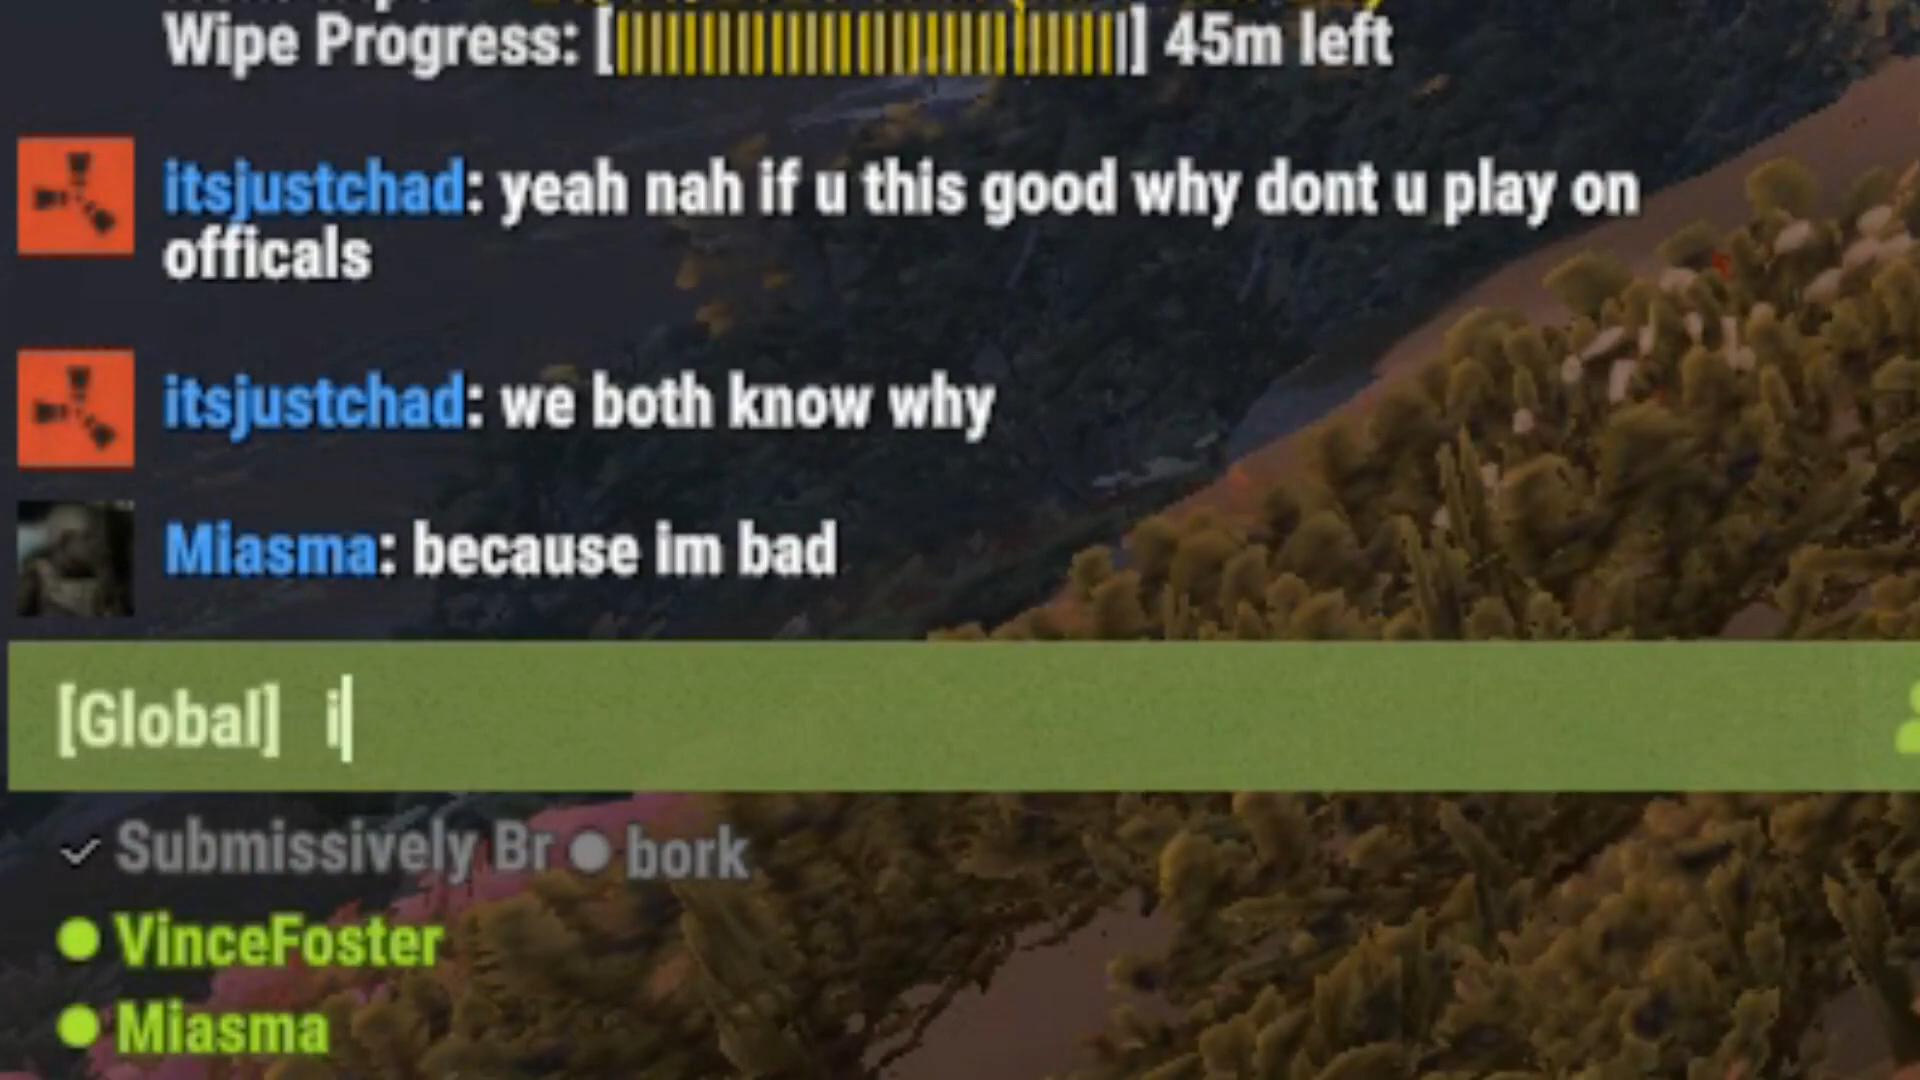 Wipe Progress: [||||||||||||||||||||||||||||||||||] 45m left
itsjustchad: yeah nah if u this good why dont u play on
officals
itsjustchad: we both know why
Miasma: because im bad
[Global] i
Submissively Br bork
VinceFoster
Miasma